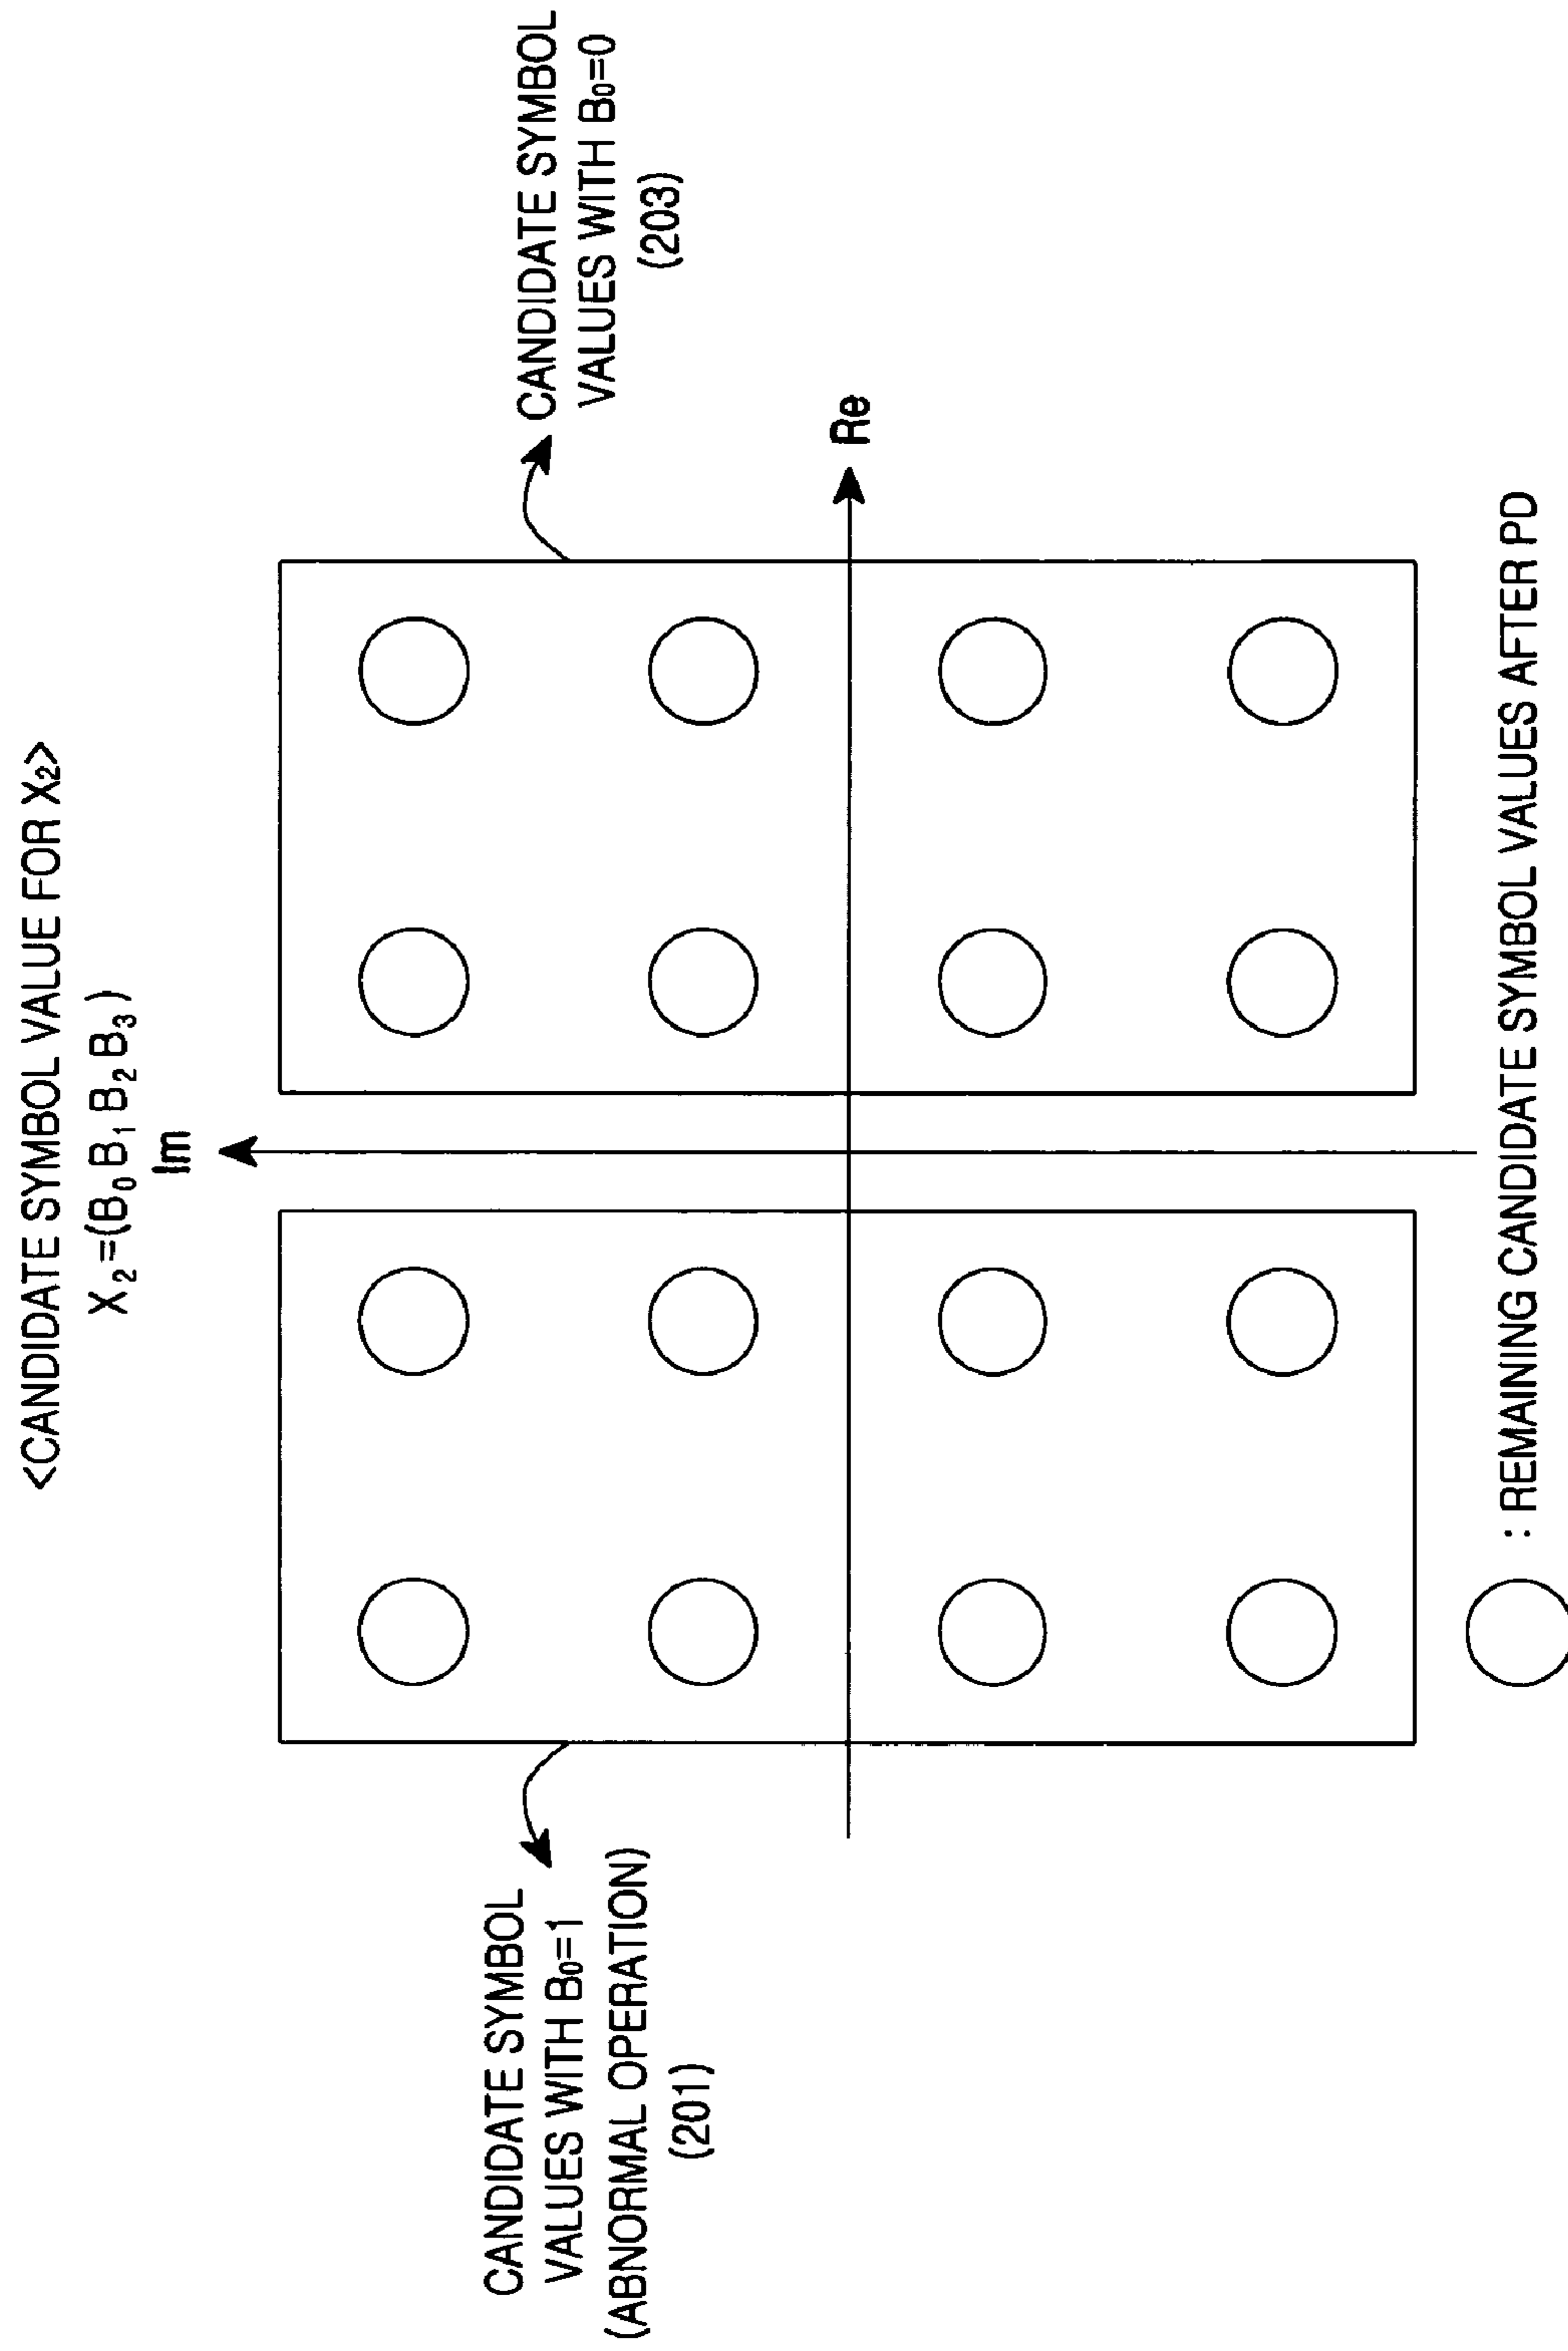 <CANDIDATE SYMBOL VALUE FOR X₂>
X₂=(B₀B₁B₂B₃)
Im
CANDIDATE SYMBOL
VALUES WITH B₀=1
(ABNORMAL OPERATION)
(201)
CANDIDATE SYMBOL
VALUES WITH B₀=0
(203)
Re
: REMAINING CANDIDATE SYMBOL VALUES AFTER PD